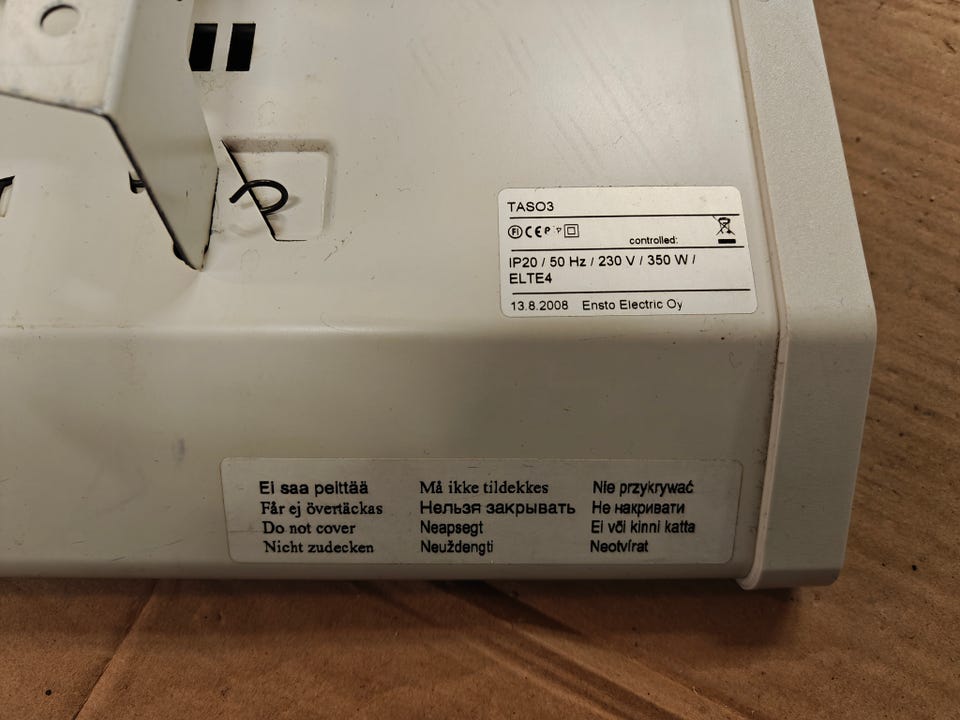 TASO3
FI CE
controlled:
IP20 / 50 Hz / 230 V / 350 W /
ELTE4
13.8.2008 Ensto Electric Oy
Ei saa peittää
Får ej övertäckas
Do not cover
Nicht zudecken
Må ikke tildekkes
Нельзя закрывать
Neapsegt
Neuždengti
Nie przykrywać
Не накривати
Ei või kinni katta
Neotvírat